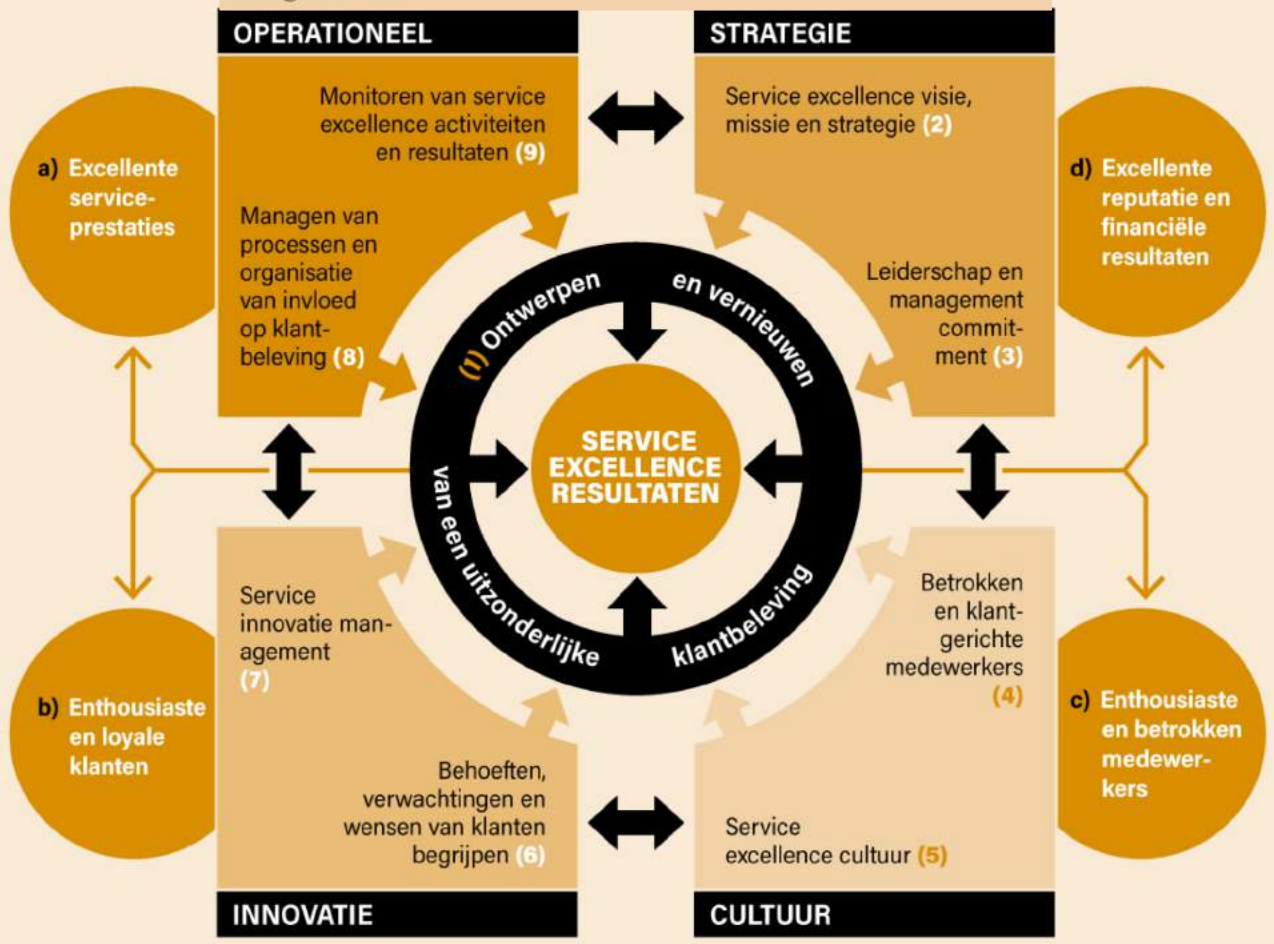 OPERATIONEEL
Monitoren van service
excellence activiteiten
en resultaten (9)
Managen van
processen en
organisatie
van invloed
op klant-
beleving (8)
STRATEGIE
Service excellence visie,
missie en strategie (2)
Leiderschap en
management
commit-
ment (3)
a) Excellente
service-
prestaties
d) Excellente
reputatie en
financiële
resultaten
(1) Ontwerpen
en vernieuwen
van een uitzonderlijke
klantbeleving
SERVICE
EXCELLENCE
RESULTATEN
b) Enthousiaste
en loyale
klanten
Service
innovatie man-
agement
(7)
Behoeften,
verwachtingen en
wensen van klanten
begrijpen (6)
INNOVATIE
Betrokken
en klant-
gerichte
medewerkers
(4)
Service
excellence cultuur (5)
CULTUUR
c) Enthousiaste
en betrokken
medewer-
kers